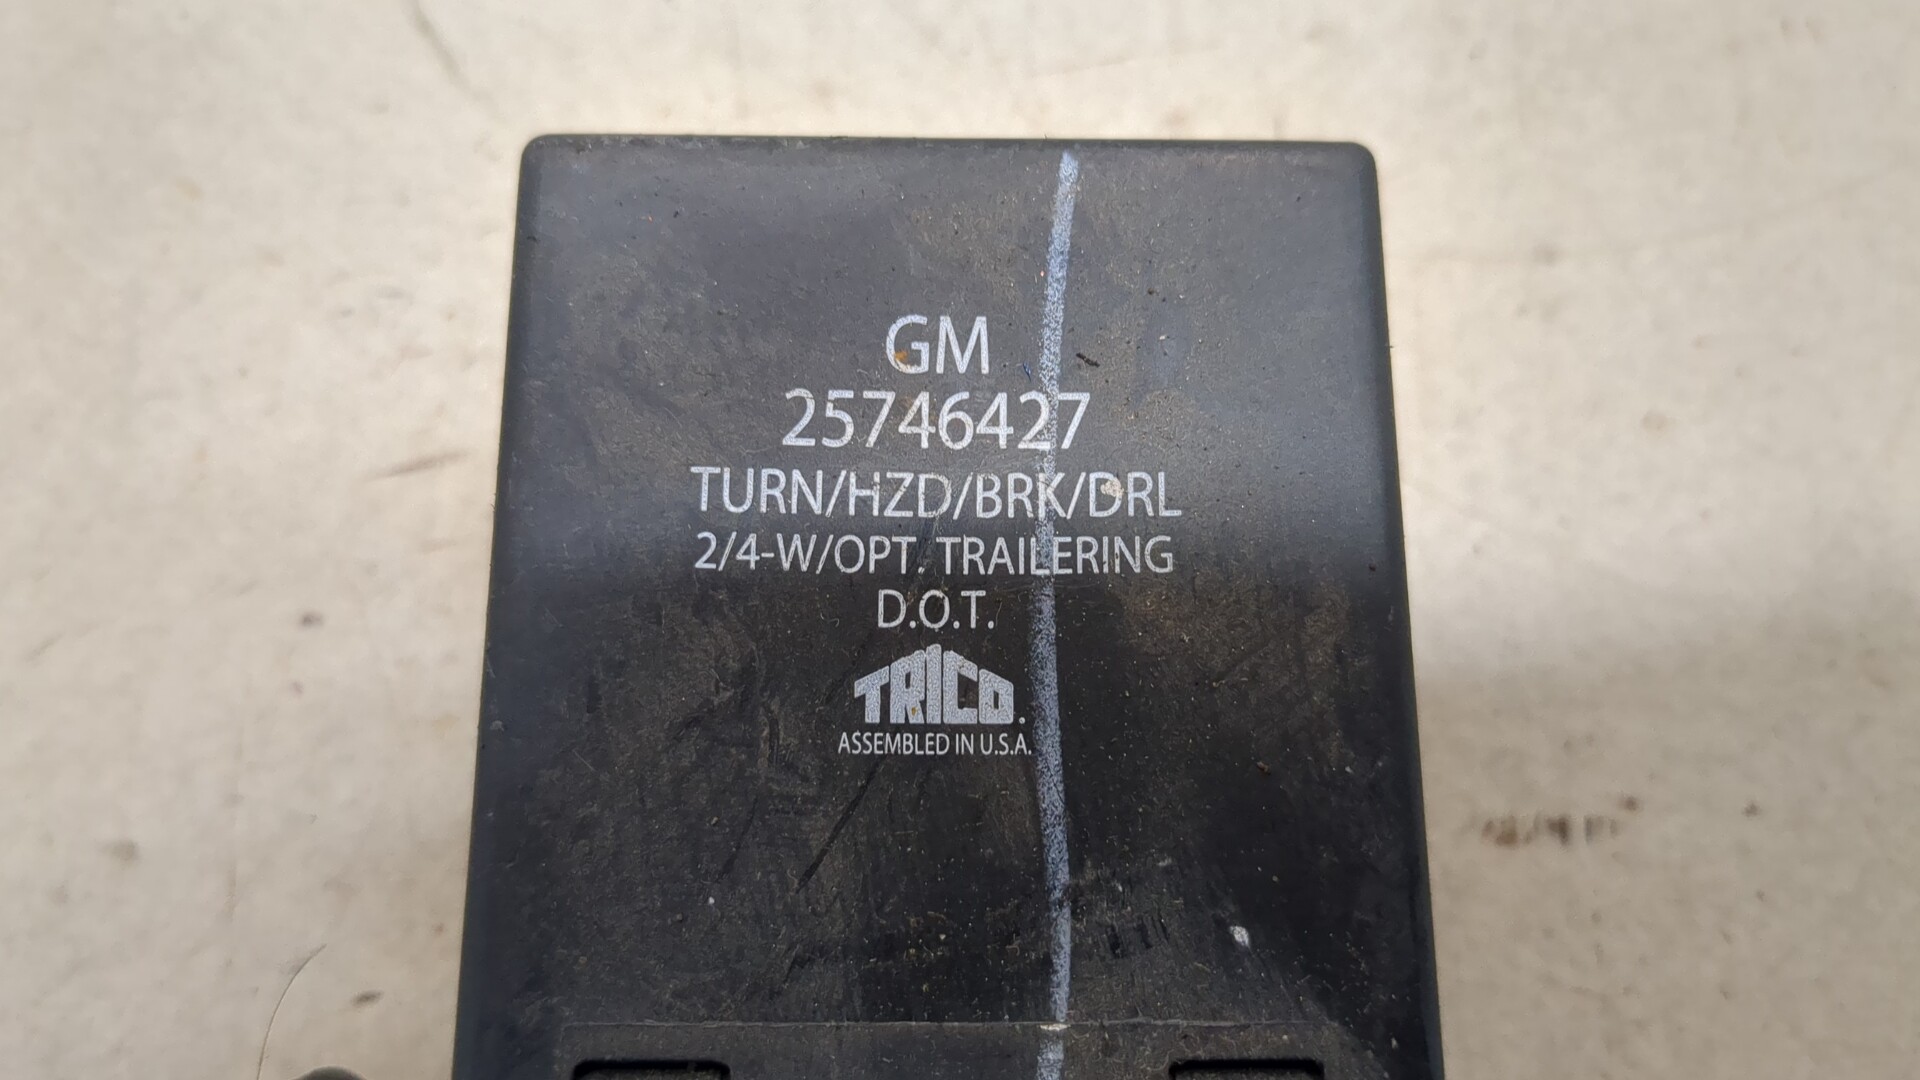 GM
25746427
TURN/HZD/BRK/DRL
2/4-W/OPT. TRAILERING
D.O.T.
TRICO.
ASSEMBLED IN U.S.A.